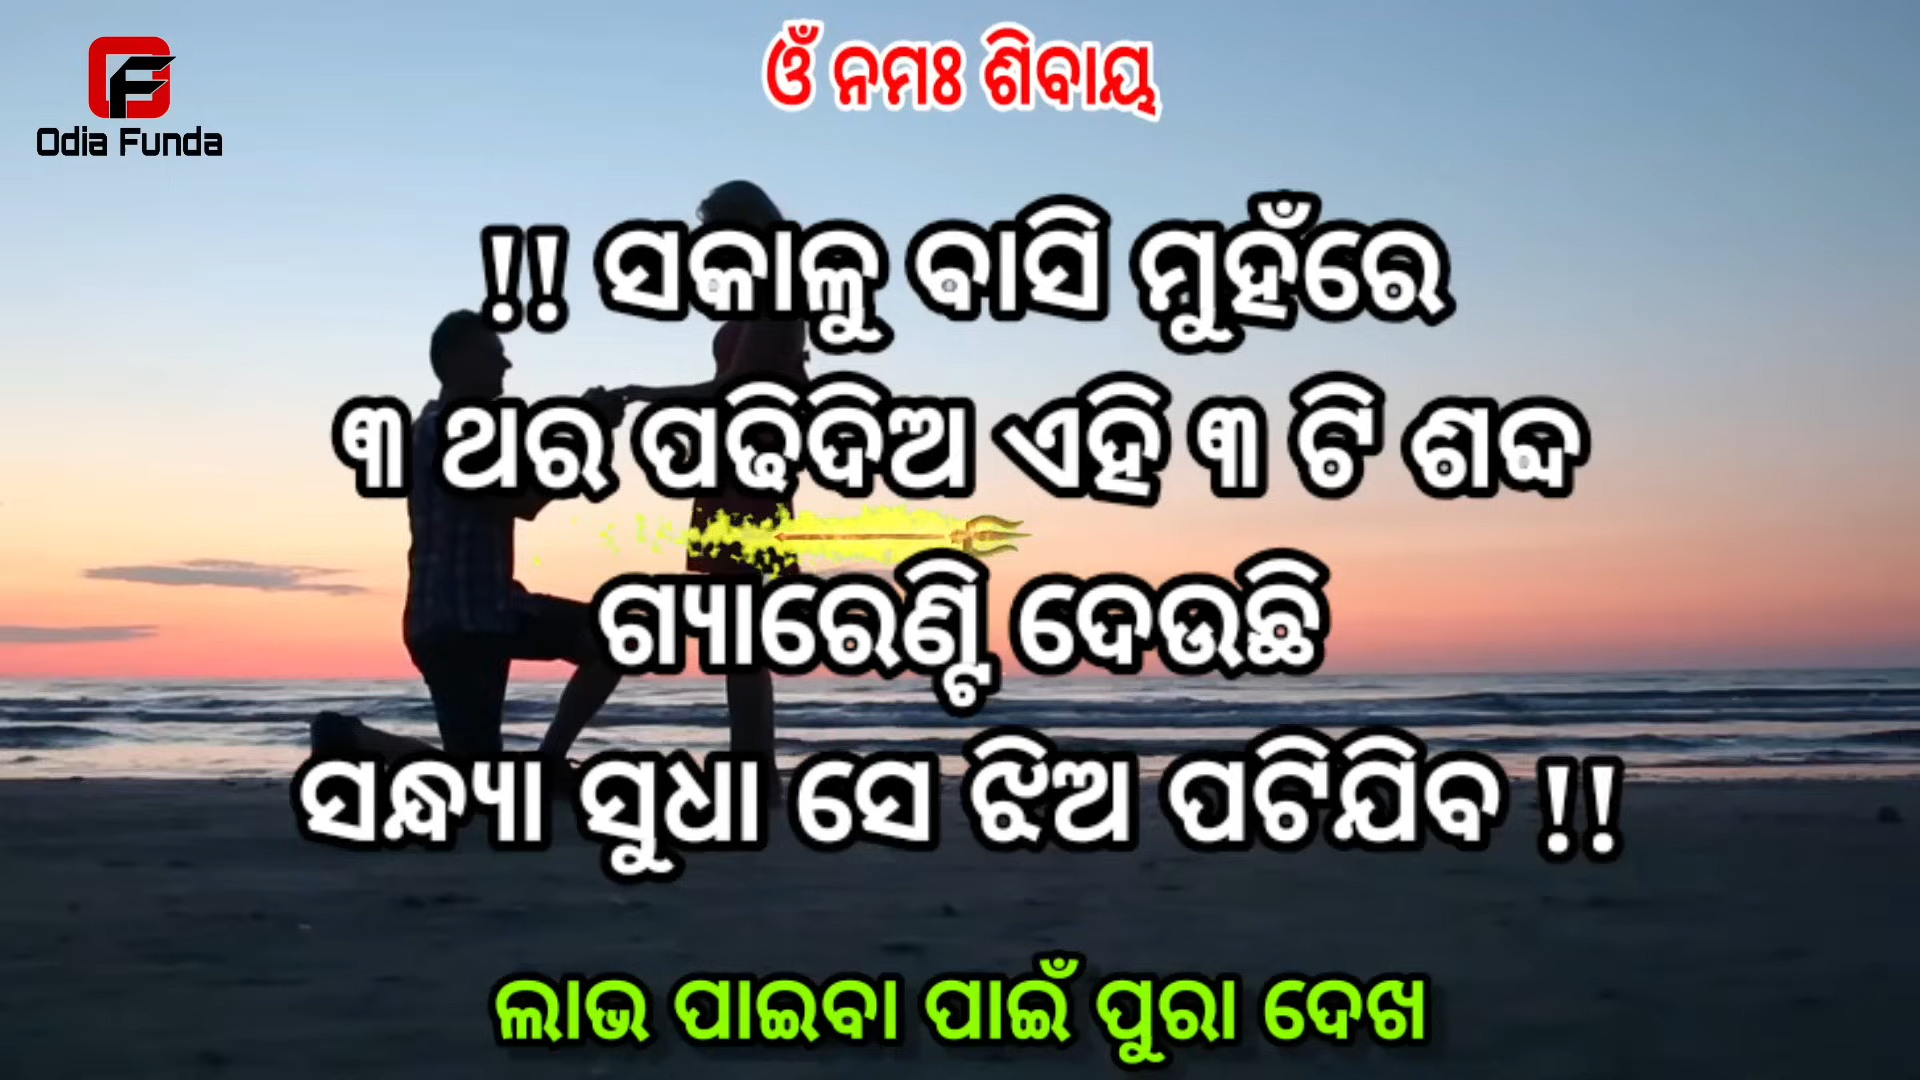 ଓଁ ନମଃ ଶିବାୟ
Odia Funda
!! ସକାଳୁ ବାସି ମୁହଁରେ
୩ ଥର ପଢିଦିଅ ଏହି ୩ ଟି ଶବ୍ଦ
ଗ୍ୟାରେଣ୍ଟି ଦେଉଛି
ସନ୍ଧ୍ୟା ସୁଧା ସେ ଝିଅ ପଟିଯିବ !!
ଲାଭ ପାଇବା ପାଇଁ ପୁରା ଦେଖ